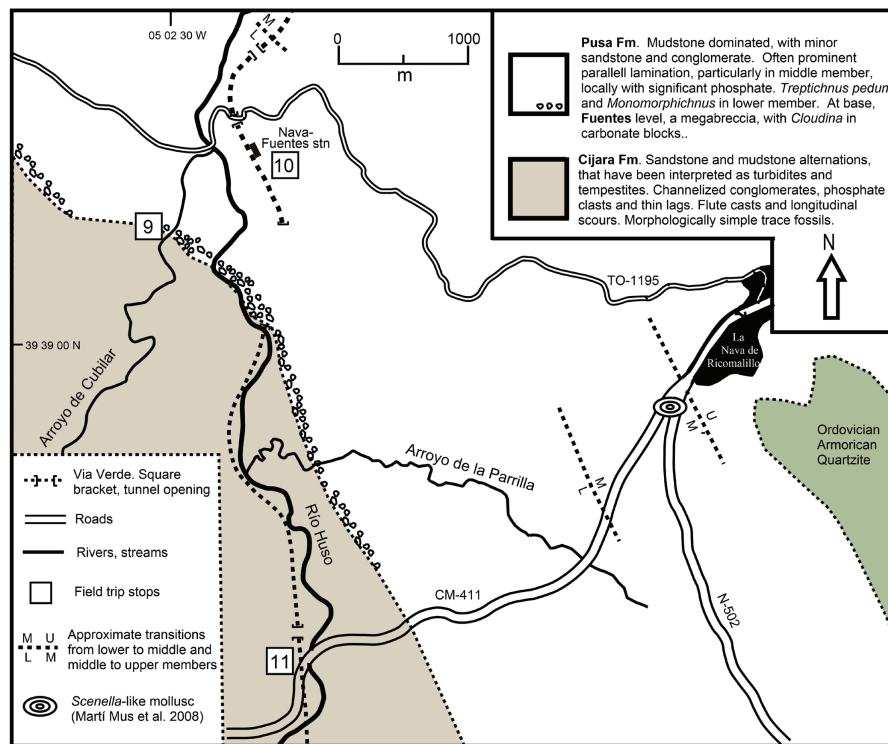 05 02 30 W
M
L
0 1000
m
Pusa Fm. Mudstone dominated, with minor
sandstone and conglomerate. Often prominent
parallell lamination, particularly in middle member,
locally with significant phosphate. Treptichnus pedum
and Monomorphichnus in lower member. At base,
Fuentes level, a megabreccia, with Cloudina in
carbonate blocks..
Cijara Fm. Sandstone and mudstone alternations,
that have been interpreted as turbidites and
tempestites. Channelized conglomerates, phosphate
clasts and thin lags. Flute casts and longitudinal
scours. Morphologically simple trace fossils.
Nava-
Fuentes stn
10
9
N
TO-1195
39 39 00 N
La
Nava de
Ricomalillo
Arroyo de Cubilar
U
M
Ordovician
Armorican
Quartzite
Arroyo de la Parrilla
M
L
Río Huso
CM-411
N-502
11
Via Verde. Square
bracket, tunnel opening
Roads
Rivers, streams
Field trip stops
M U
L M
Approximate transitions
from lower to middle and
middle to upper members
Scenella-like mollusc
(Martí Mus et al. 2008)